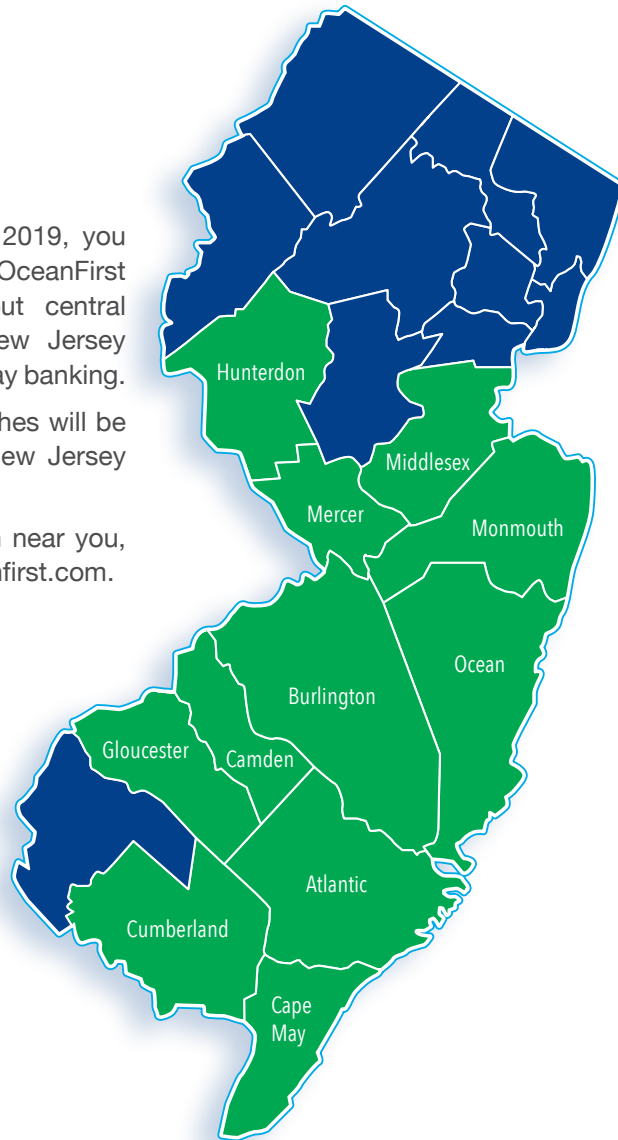 2019, you
OceanFirst
out central
ew Jersey
ay banking.
hes will be
ew Jersey
near you,
first.com.
Hunterdon
Middlesex
Mercer
Monmouth
Ocean
Burlington
Gloucester
Camden
Atlantic
Cumberland
Cape
May